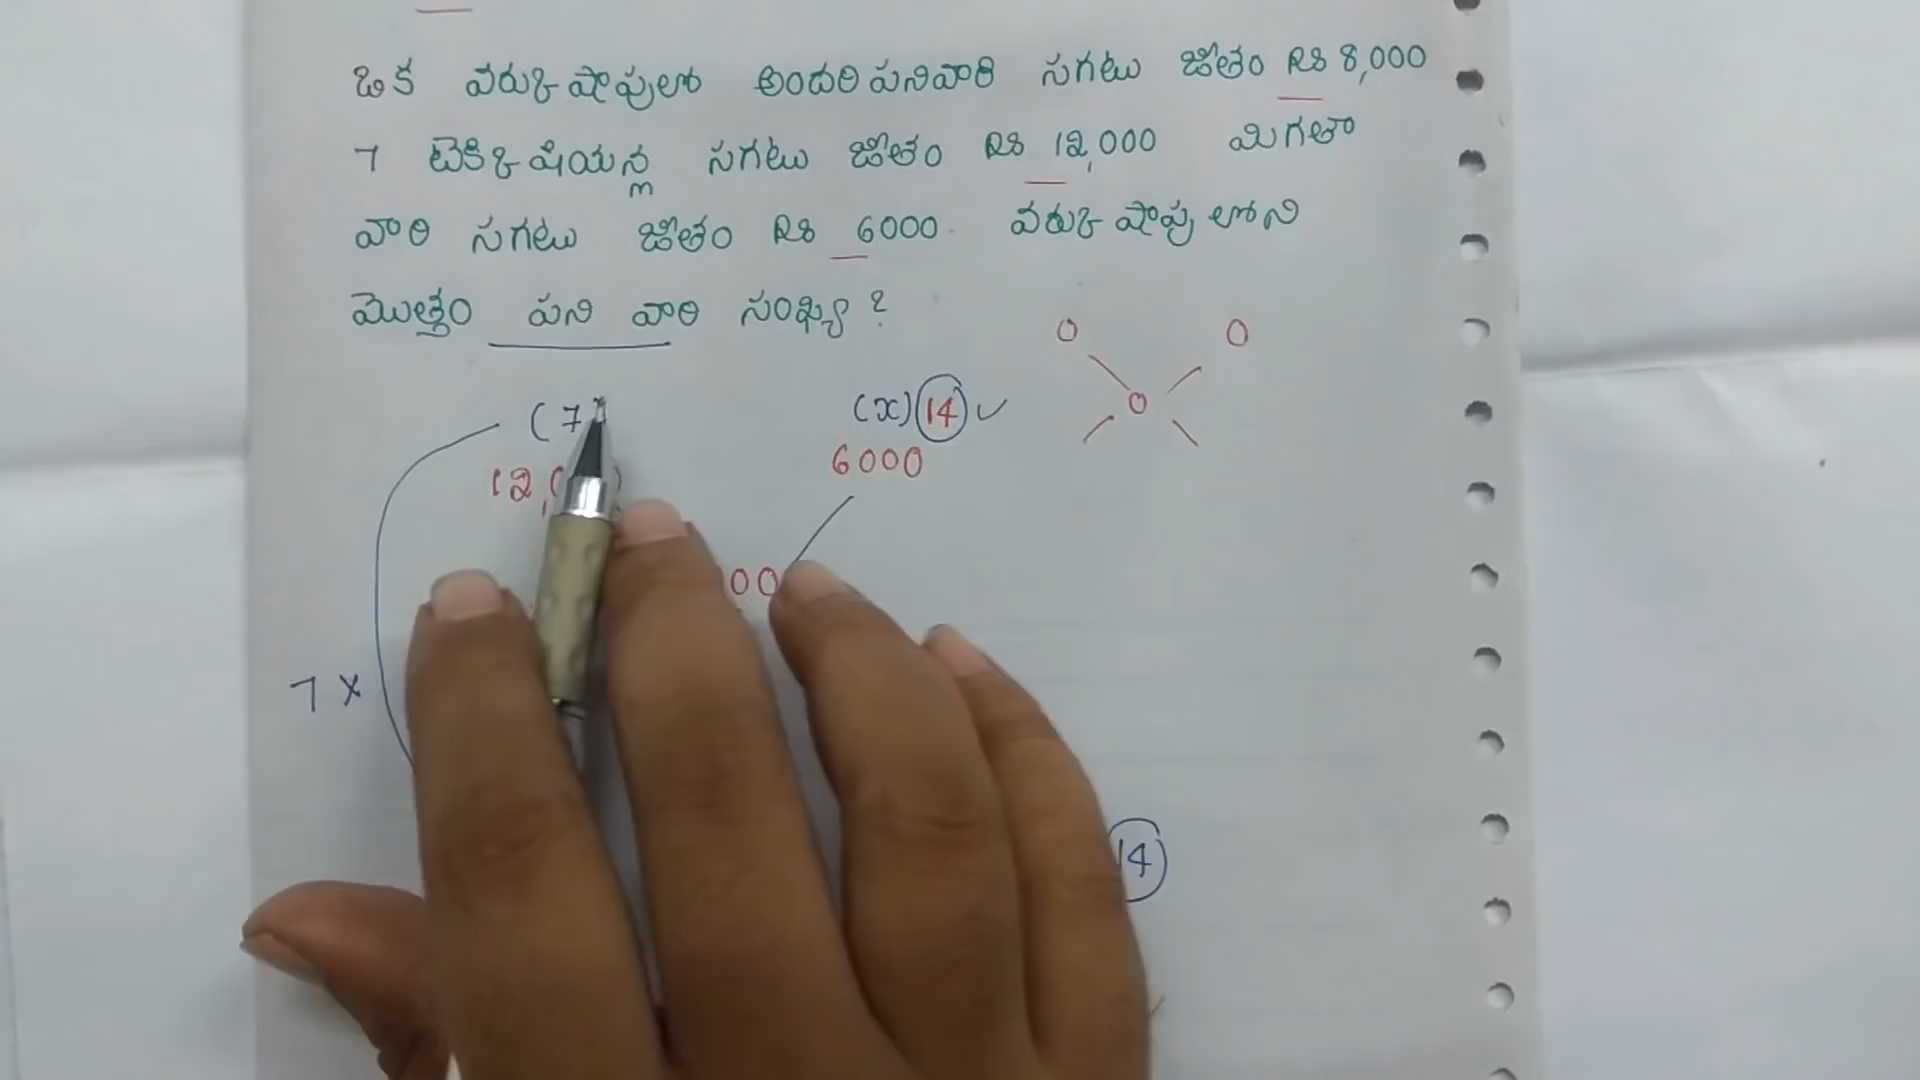 ఒక వర్కుషాపులో అందరి పనివారి సగటు జీతం Rs 8,000
7 టెక్కిషియన్ల సగటు జీతం Rs 12,000 మిగతా
వారి సగటు జీతం Rs 6000 వర్కుషాపు లోని
మొత్తం పని వారి సంఖ్య ?
0 0
(7 (x) 14 ✓
0
6000
7 x
14